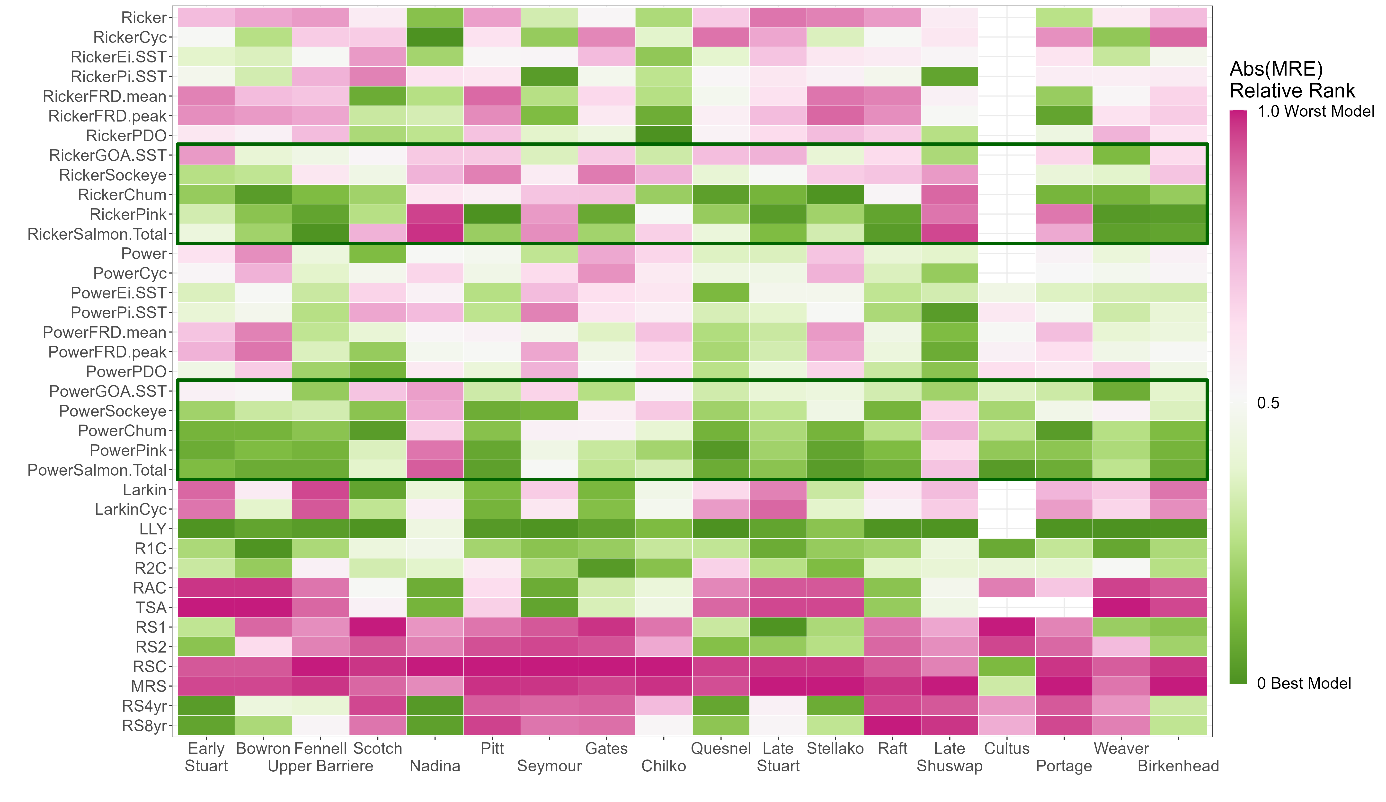 Ricker
RickerCyc
RickerEi.SST
RickerPi.SST
RickerFRD.mean
RickerFRD.peak
RickerPDO
RickerGOA.SST
RickerSockeye
RickerChum
RickerPink
RickerSalmon.Total
Power
PowerCyc
PowerEi.SST
PowerPi.SST
PowerFRD.mean
PowerFRD.peak
PowerPDO
PowerGOA.SST
PowerSockeye
PowerChum
PowerPink
PowerSalmon.Total
Larkin
LarkinCyc
LLY
R1C
R2C
RAC
TSA
RS1
RS2
RSC
MRS
RS4yr
RS8yr
Early Bowron Fennell Scotch Pitt Gates Quesnel Late Stellako Raft Late Cultus Weaver
Stuart Upper Barriere Nadina Seymour Chilko Stuart Shuswap Portage Birkenhead
Abs(MRE)
Relative Rank
1.0 Worst Model
0.5
0 Best Model